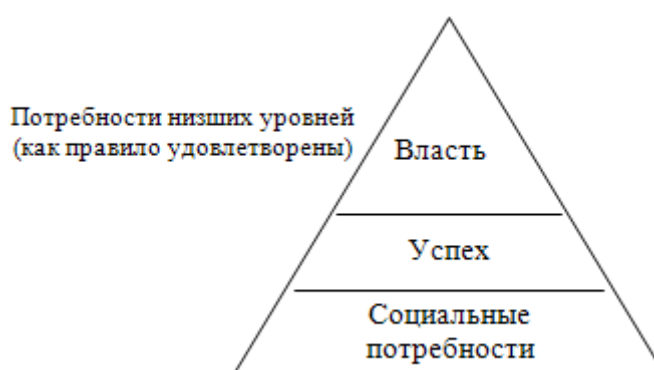 Потребности низших уровней
(как правило удовлетворены)
Власть
Успех
Социальные
потребности